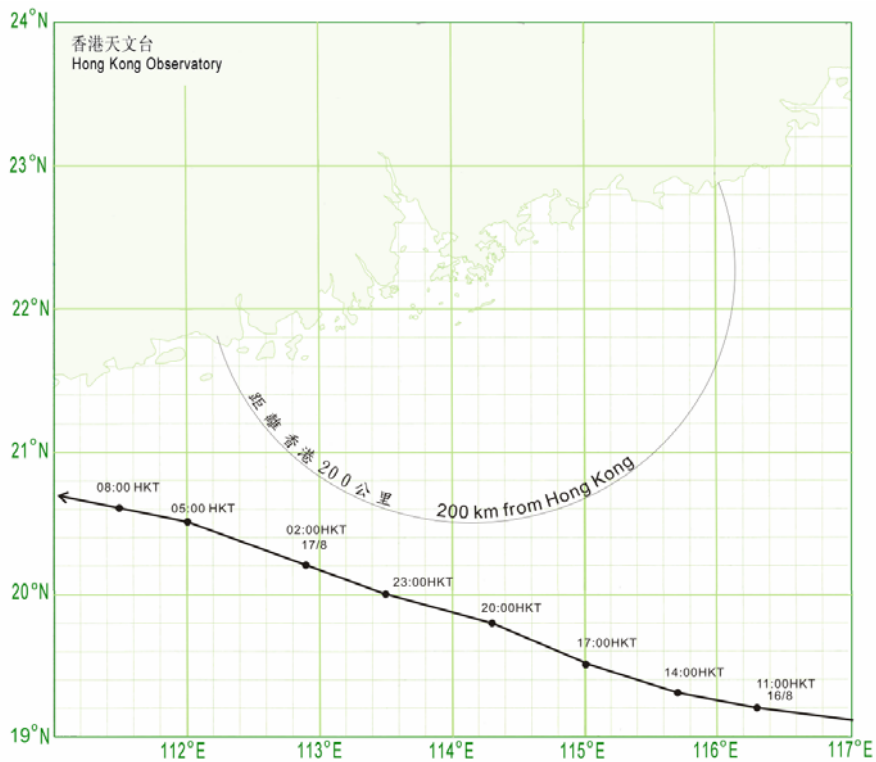 24°N
香港天文台
Hong Kong Observatory
23°N
22°N
距離香港200公里
200 km from Hong Kong
21°N
08:00 HKT
05:00 HKT
02:00HKT
17/8
23:00HKT
20°N
20:00HKT
17:00HKT
14:00HKT
11:00HKT
16/8
19°N
112°E
113°E
114°E
115°E
116°E
117°E